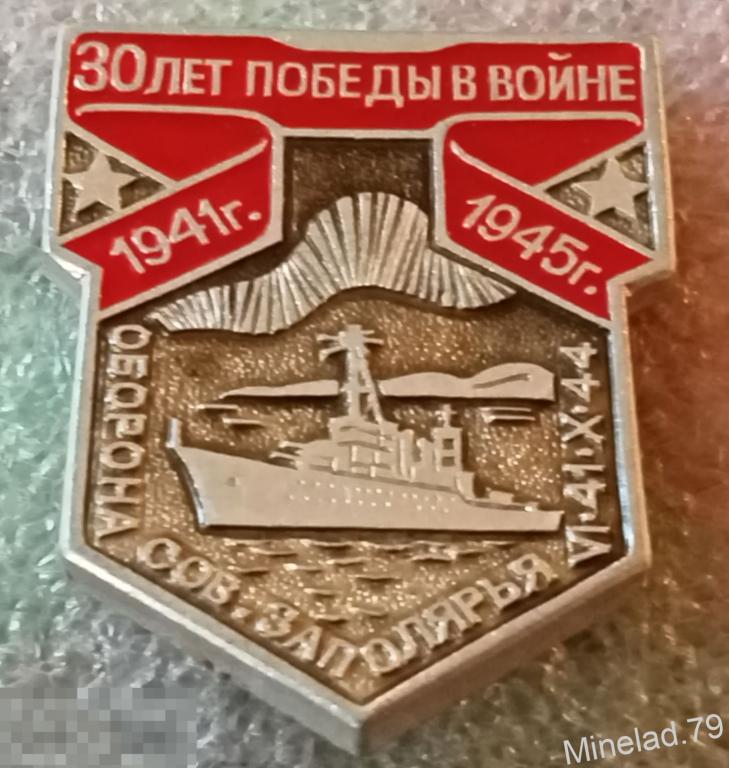 30 ЛЕТ ПОБЕДЫ В ВОЙНЕ
1941г.
1945г.
ОБОРОНА СОВ. ЗАПОЛЯРЬЯ VI·41·X·44
Minelad.79